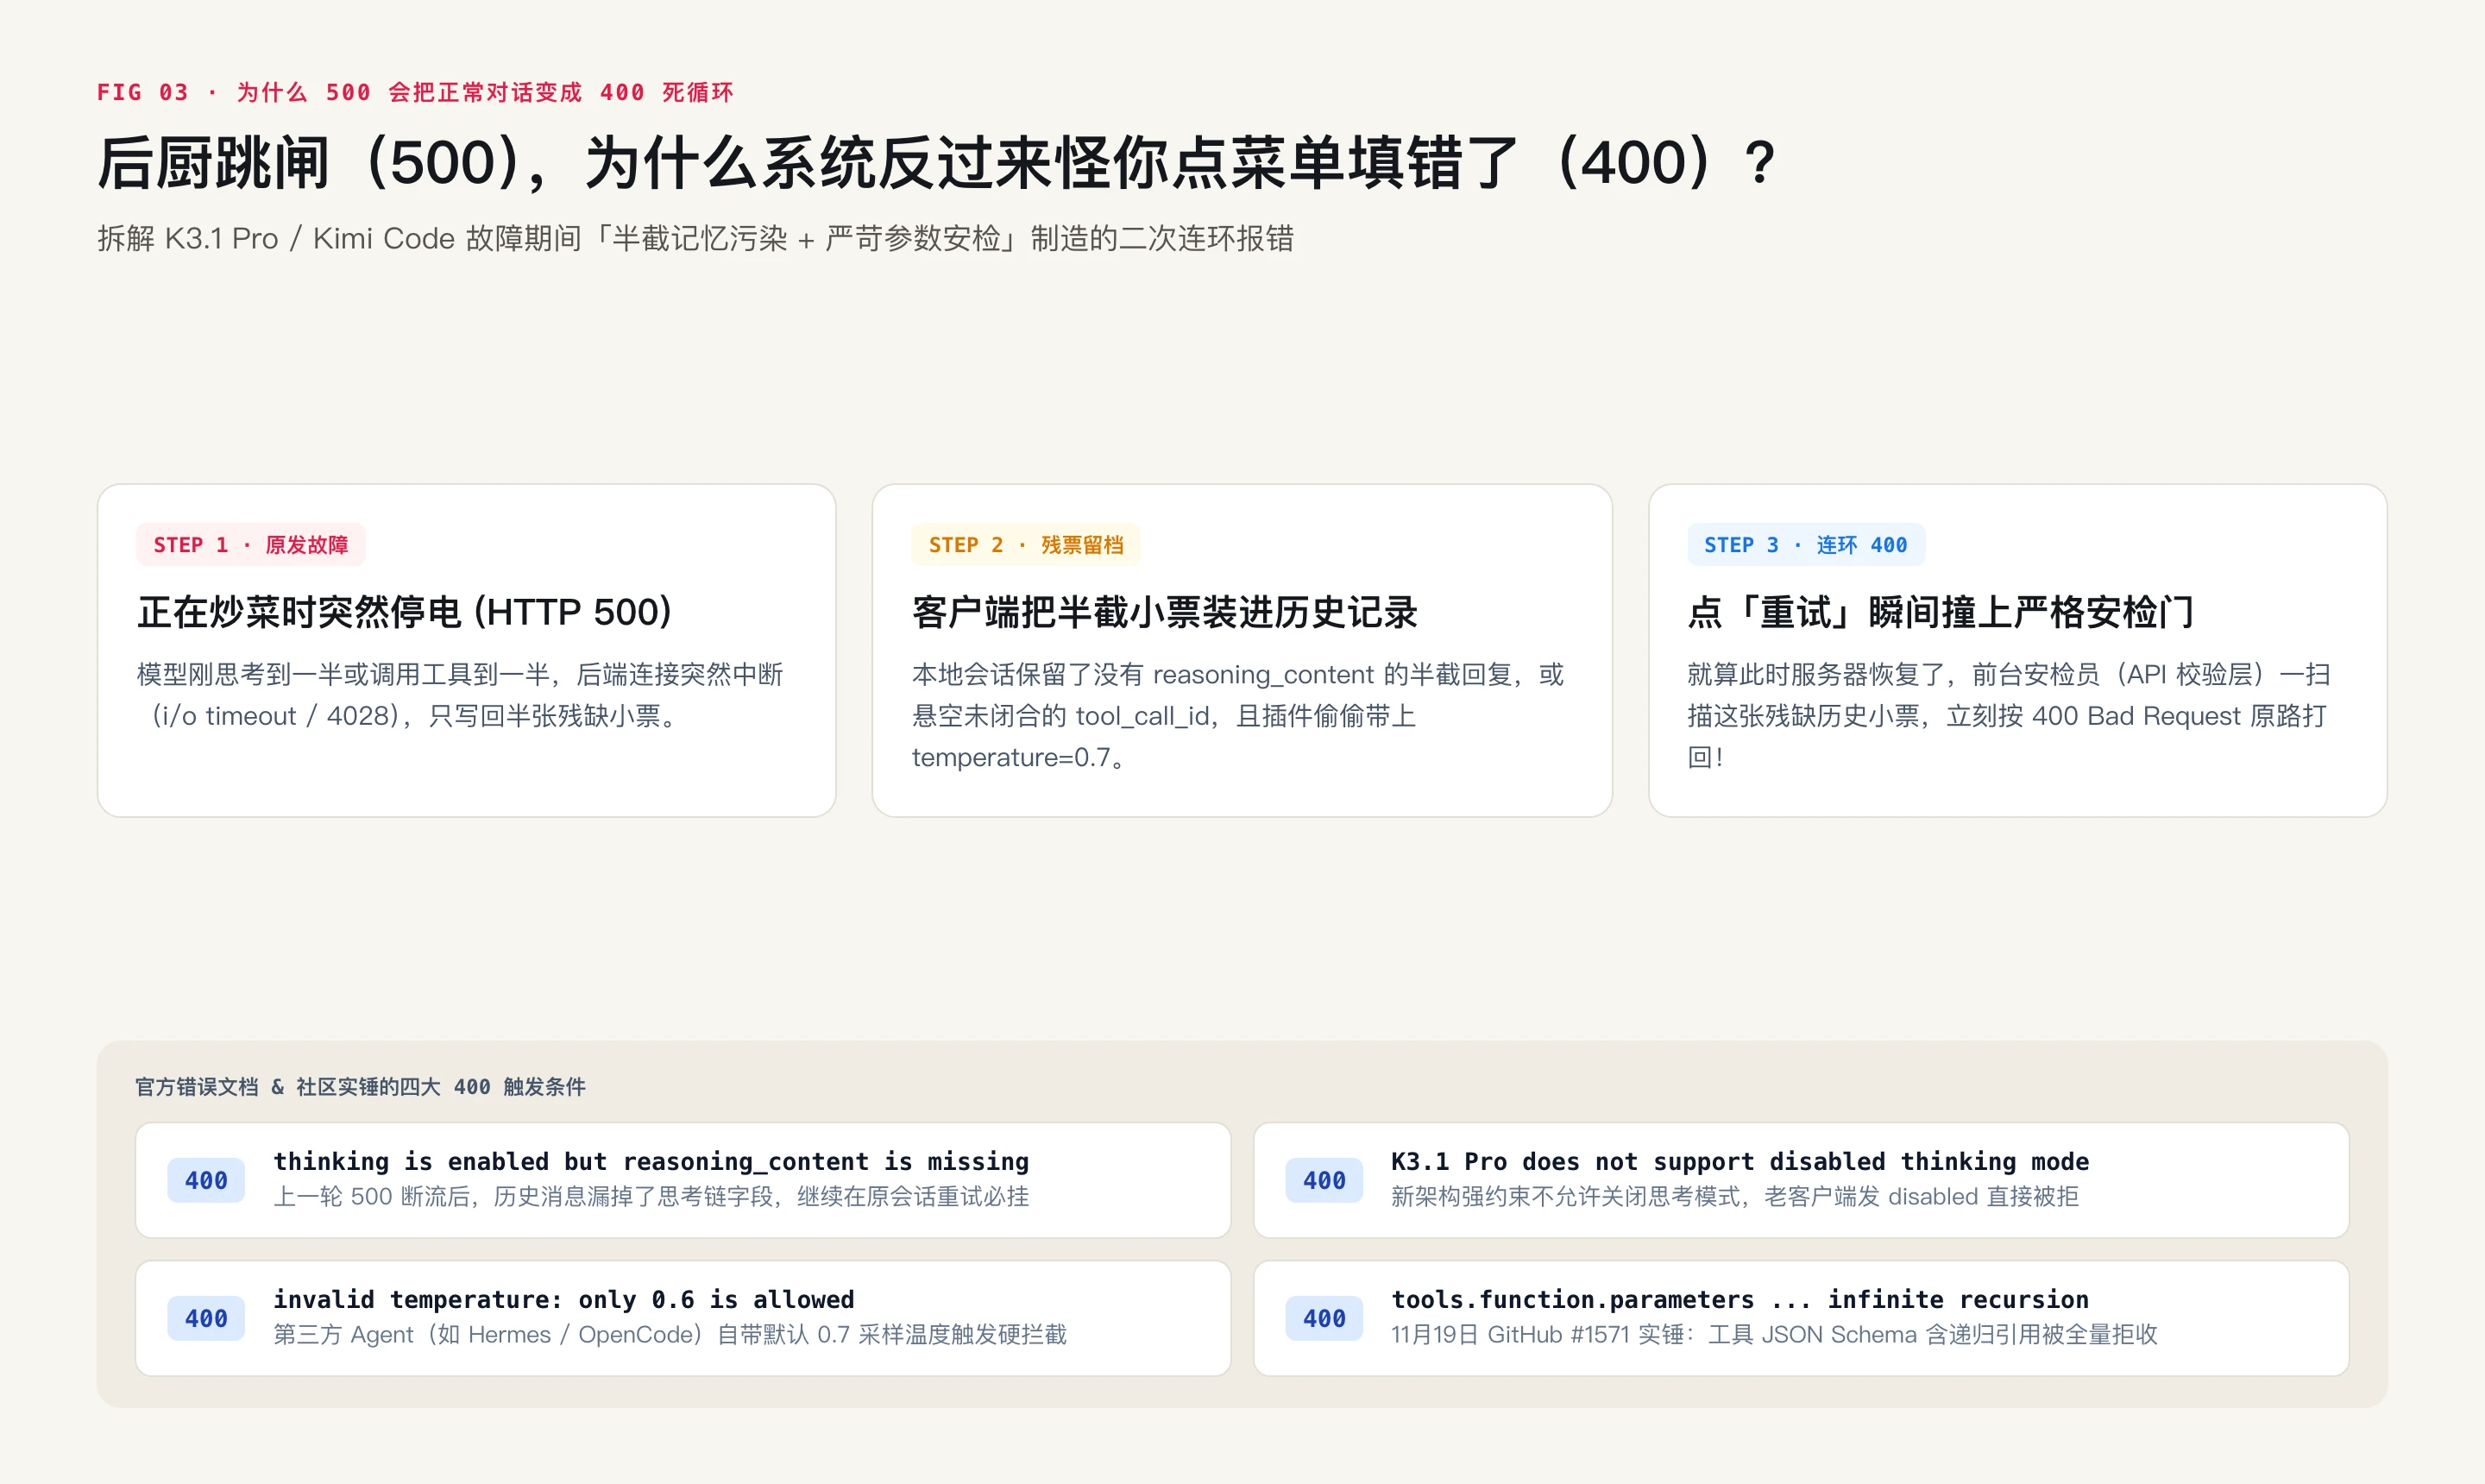 FIG 03 · 为什么 500 会把正常对话变成 400 死循环
后厨跳闸（500），为什么系统反过来怪你点菜单填错了（400）？
拆解 K3.1 Pro / Kimi Code 故障期间「半截记忆污染 + 严苛参数安检」制造的二次连环报错
STEP 1 · 原发故障
正在炒菜时突然停电 (HTTP 500)
模型刚思考到一半或调用工具到一半，后端连接突然中断
（i/o timeout / 4028），只写回半张残缺小票。
STEP 2 · 残票留档
客户端把半截小票装进历史记录
本地会话保留了没有 reasoning_content 的半截回复，或
悬空未闭合的 tool_call_id，且插件偷偷带上
temperature=0.7。
STEP 3 · 连环 400
点「重试」瞬间撞上严格安检门
就算此时服务器恢复了，前台安检员（API 校验层）一扫
描这张残缺历史小票，立刻按 400 Bad Request 原路打
回！
官方错误文档 & 社区实锤的四大 400 触发条件
400
thinking is enabled but reasoning_content is missing
上一轮 500 断流后，历史消息漏掉了思考链字段，继续在原会话重试必挂
400
K3.1 Pro does not support disabled thinking mode
新架构强约束不允许关闭思考模式，老客户端发 disabled 直接被拒
400
invalid temperature: only 0.6 is allowed
第三方 Agent（如 Hermes / OpenCode）自带默认 0.7 采样温度触发硬拦截
400
tools.function.parameters ... infinite recursion
11月19日 GitHub #1571 实锤：工具 JSON Schema 含递归引用被全量拒收